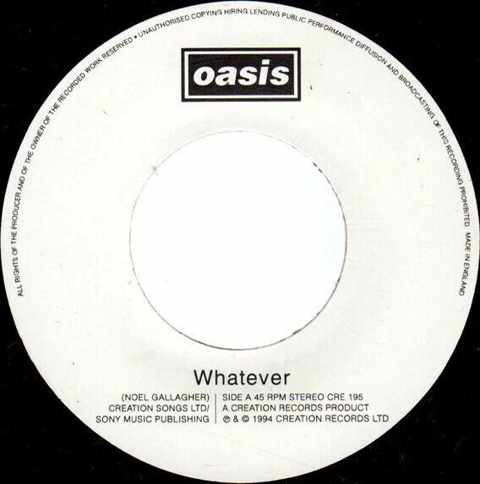 ALL RIGHTS OF THE PRODUCER AND OF THE OWNER OF THE RECORDED WORK RESERVED • UNAUTHORISED COPYING HIRING LENDING PUBLIC PERFORMANCE DIFFUSION AND BROADCASTING OF THIS RECORDING PROHIBITED MADE IN ENGLAND
oasis
Whatever
(NOEL GALLAGHER) SIDE A 45 RPM STEREO CRE 195
CREATION SONGS LTD/ A CREATION RECORDS PRODUCT
SONY MUSIC PUBLISHING ℗ & © 1994 CREATION RECORDS LTD